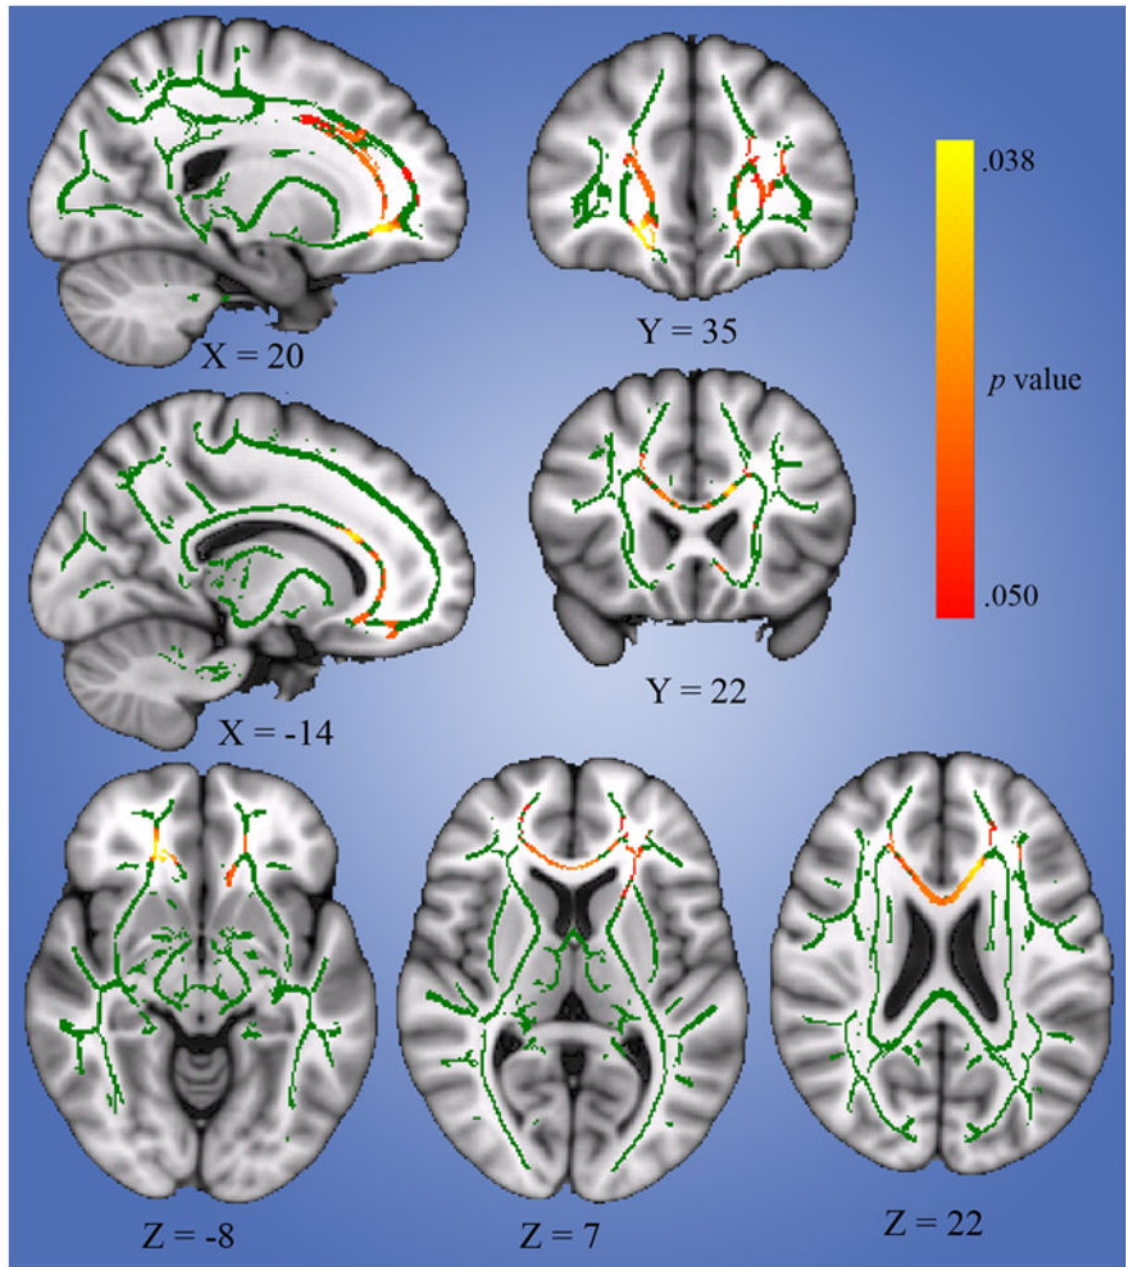 .038
X = 20
Y = 35
p value
.050
X = -14
Y = 22
Z = -8
Z = 7
Z = 22